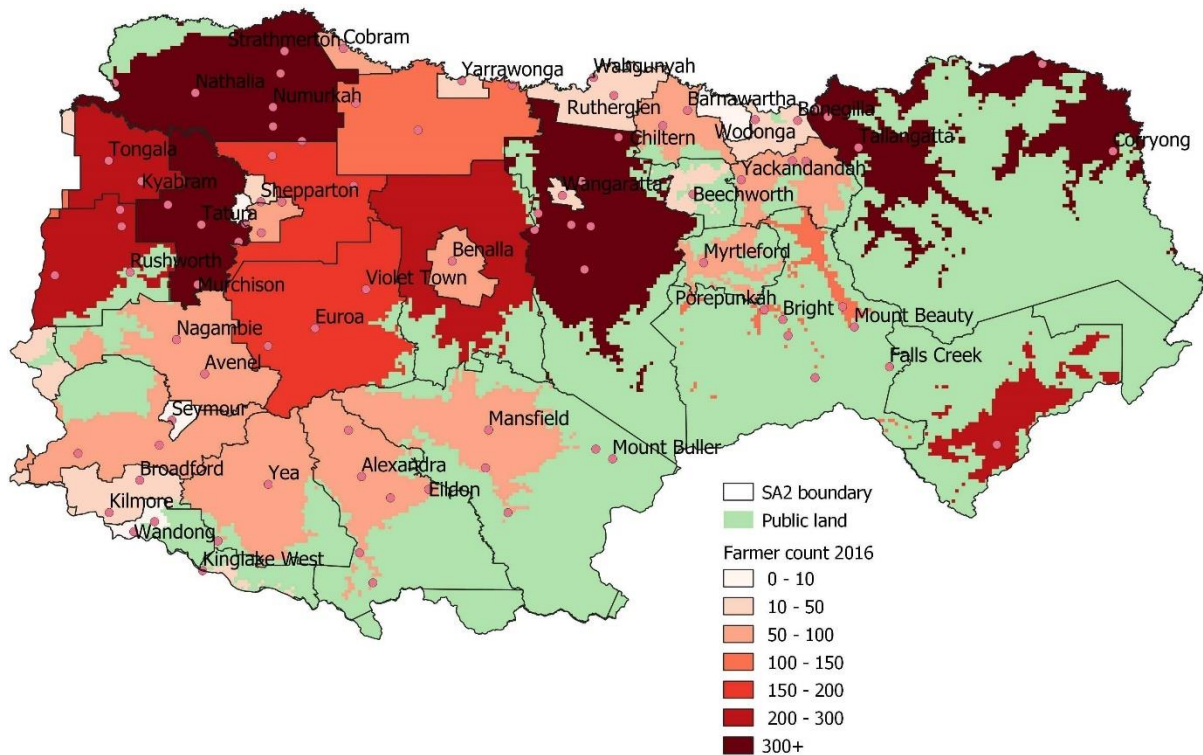 Strathmerton
Cobram
Nathalia
Numurkah
Yarrawonga
Wahgunyah
Rutherglen
Barnawartha
Bonegilla
Wodonga
Chiltern
Tallangatta
Corryong
Tongala
Kyabram
Shepparton
Tatura
Wangaratta
Yackandandah
Beechworth
Benalla
Myrtleford
Rushworth
Murchison
Violet Town
Porepunkah
Bright
Mount Beauty
Nagambie
Euroa
Avenel
Falls Creek
Seymour
Mansfield
Mount Buller
Broadford
Yea
Alexandra
Eildon
Kilmore
Wandong
Kinglake West
SA2 boundary
Public land
Farmer count 2016
0 - 10
10 - 50
50 - 100
100 - 150
150 - 200
200 - 300
300+